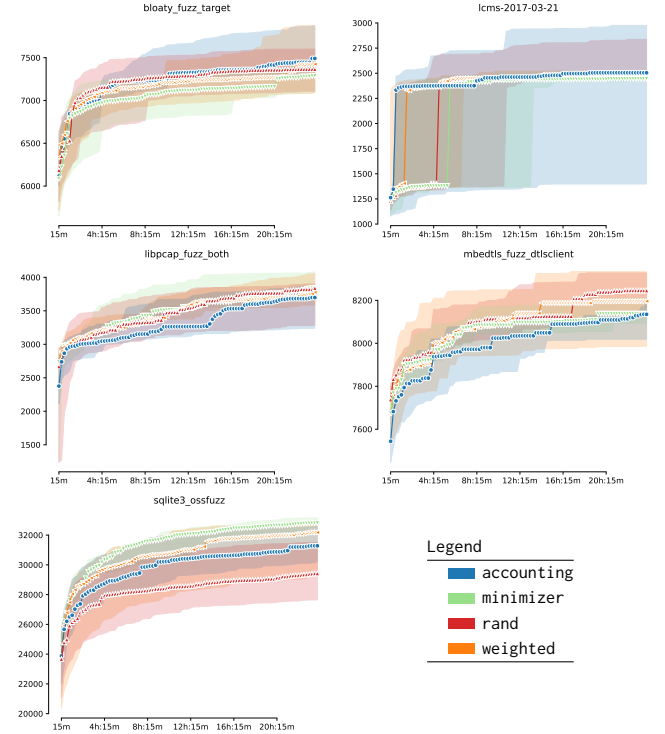 bloaty_fuzz_target
7500
7000
6500
6000
15m 4h:15m 8h:15m 12h:15m 16h:15m 20h:15m
lcms-2017-03-21
3000
2750
2500
2250
2000
1750
1500
1250
1000
15m 4h:15m 8h:15m 12h:15m 16h:15m 20h:15m
libpcap_fuzz_both
4000
3500
3000
2500
2000
1500
15m 4h:15m 8h:15m 12h:15m 16h:15m 20h:15m
mbedtls_fuzz_dtlsclient
8200
8000
7800
7600
15m 4h:15m 8h:15m 12h:15m 16h:15m 20h:15m
sqlite3_ossfuzz
32000
30000
28000
26000
24000
22000
20000
15m 4h:15m 8h:15m 12h:15m 16h:15m 20h:15m
Legend
accounting
minimizer
rand
weighted